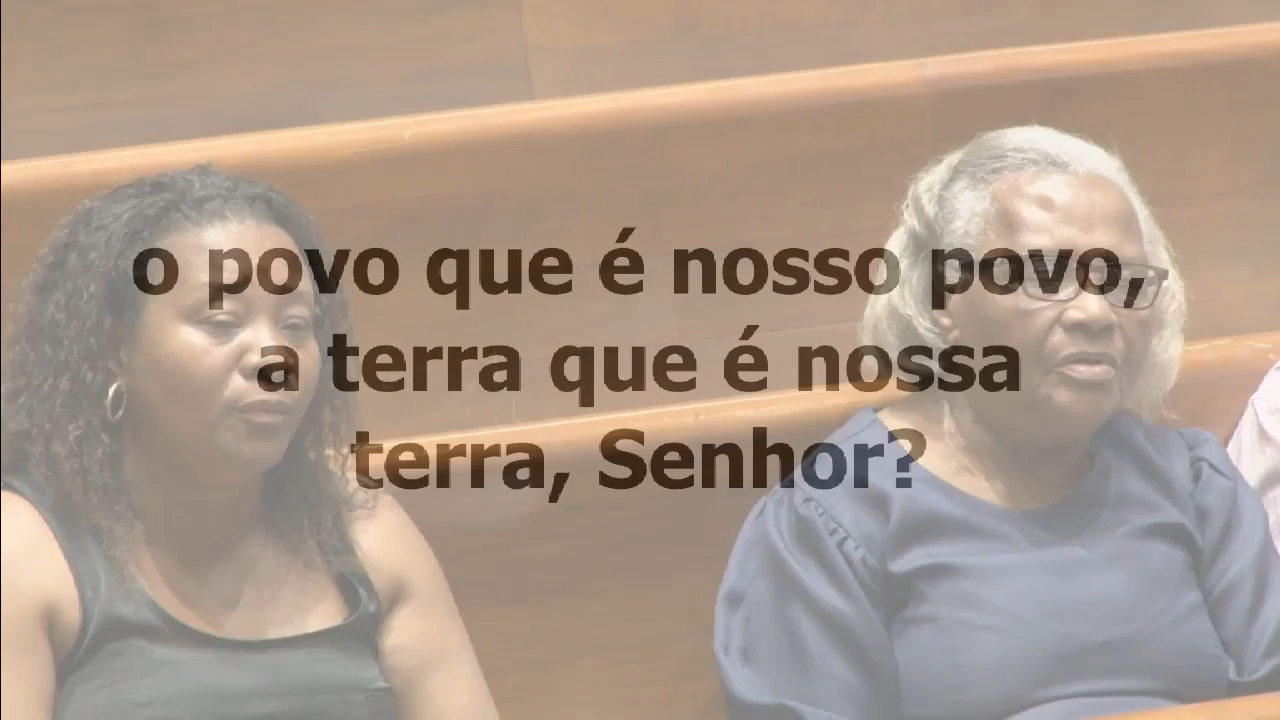 o povo que é nosso povo,
a terra que é nossa
terra, Senhor?